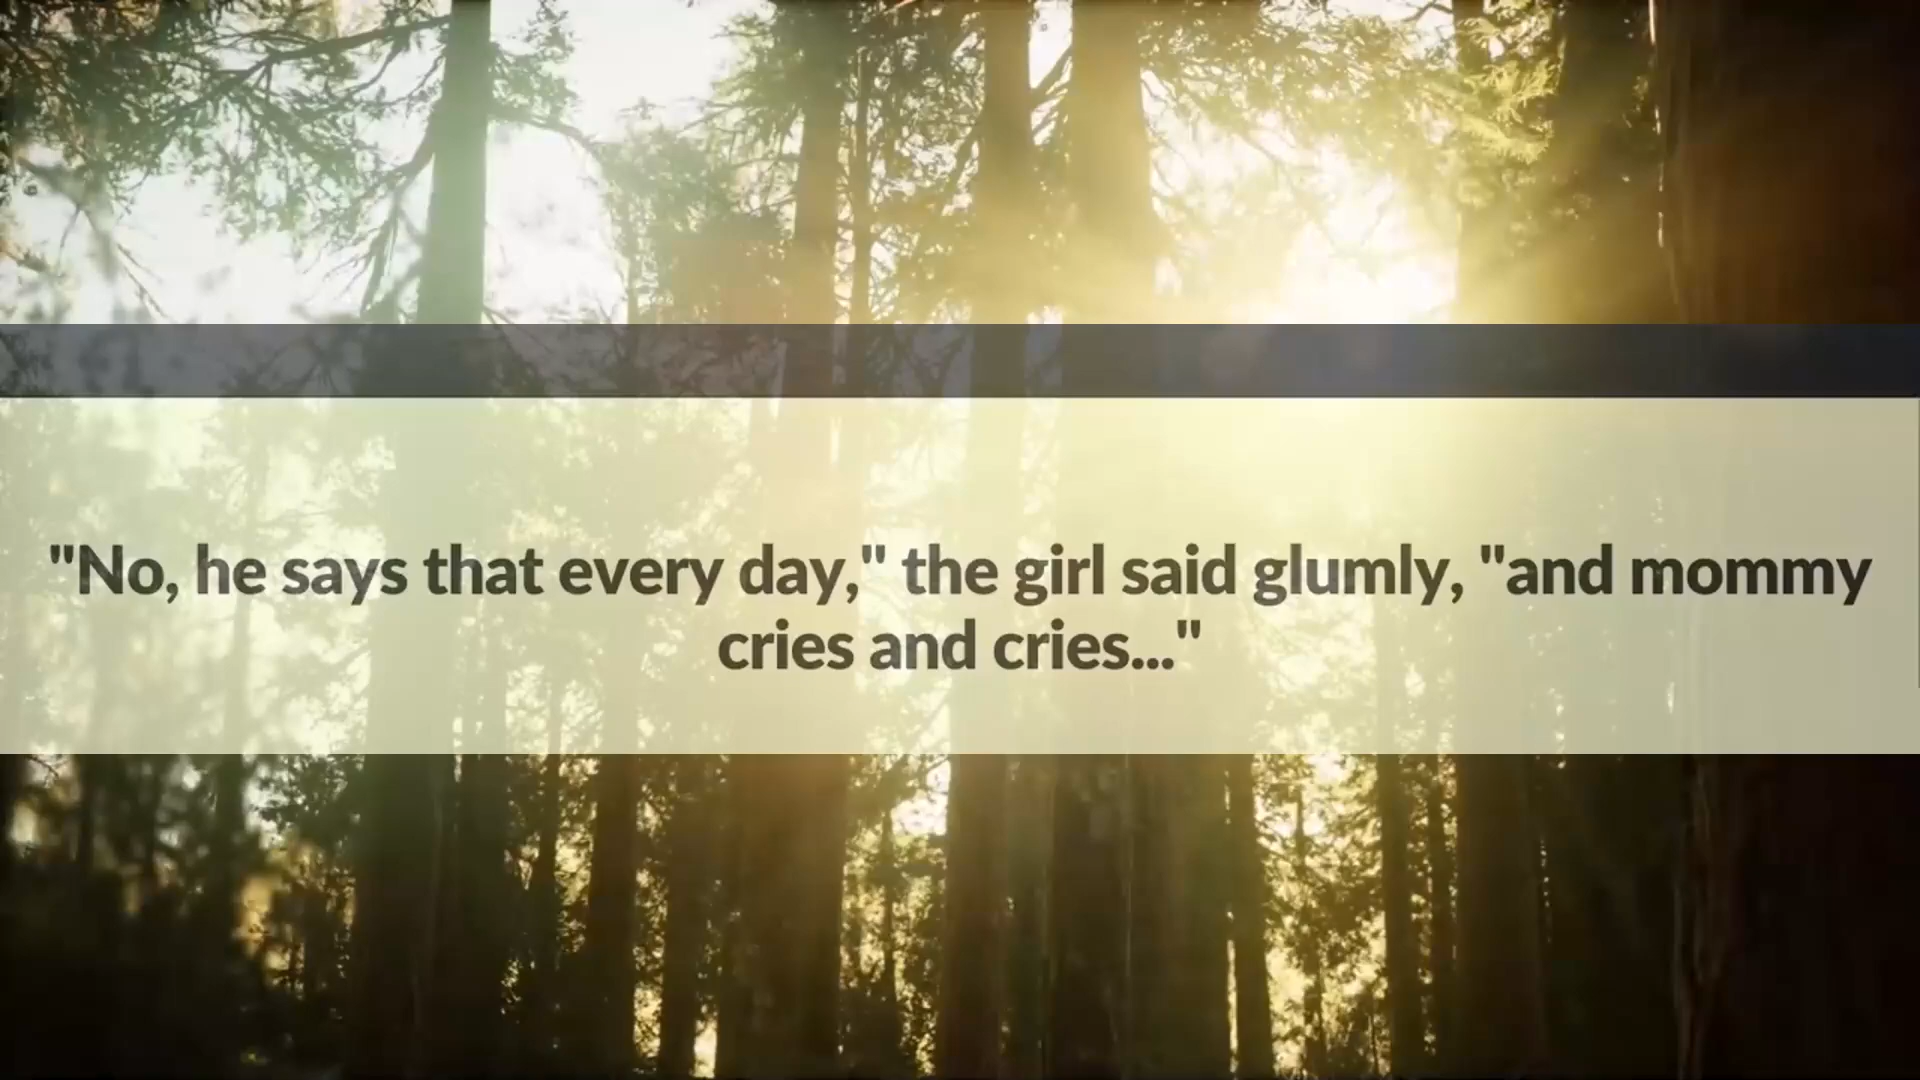 "No, he says that every day," the girl said glumly, "and mommy
cries and cries..."